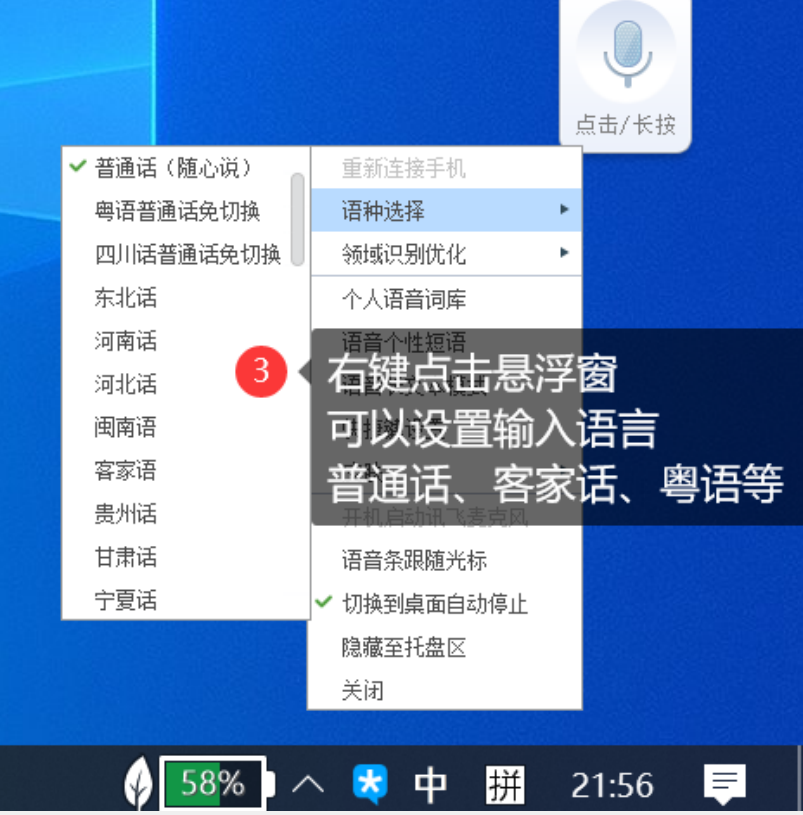 点击/长按
普通话（随心说）
粤语普通话免切换
四川话普通话免切换
东北话
河南话
河北话
闽南语
客家语
贵州话
甘肃话
宁夏话
重新连接手机
语种选择
领域识别优化
个人语音词库
语音个性短语
开机启动讯飞麦克风
语音条跟随光标
切换到桌面自动停止
隐藏至托盘区
关闭
3
右键点击悬浮窗
可以设置输入语言
普通话、客家话、粤语等
58%
中
拼
21:56